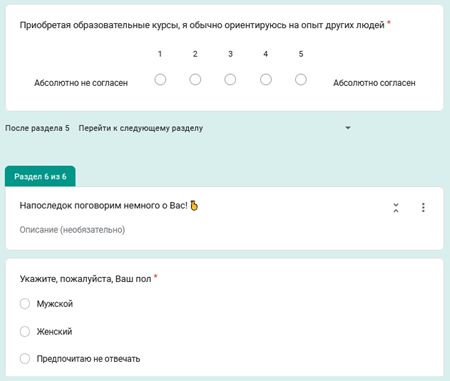 Приобретая образовательные курсы, я обычно ориентируюсь на опыт других людей *
1 2 3 4 5
Абсолютно не согласен Абсолютно согласен
После раздела 5 Перейти к следующему разделу
Раздел 6 из 6
Напоследок поговорим немного о Вас! 👆
Описание (необязательно)
Укажите, пожалуйста, Ваш пол *
Мужской
Женский
Предпочитаю не отвечать